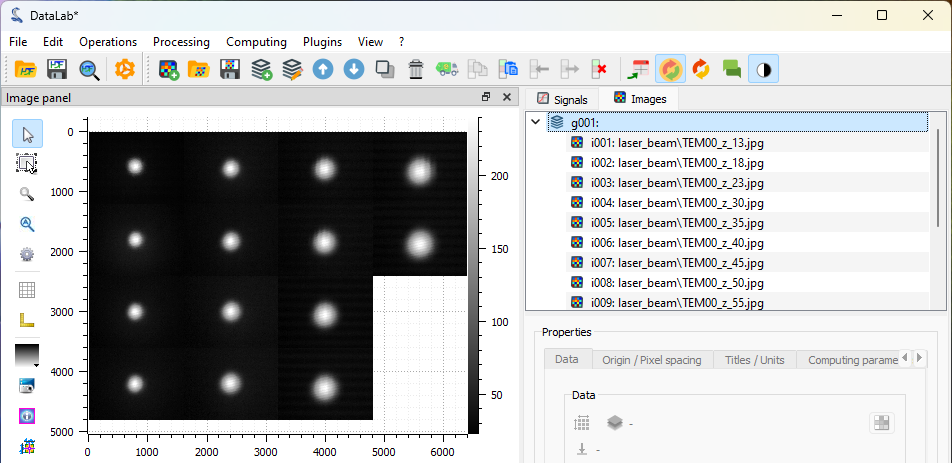 DataLab*
File Edit Operations Processing Computing Plugins View ?
Image panel
Signals Images
g001:
i001: laser_beam\TEM00_z_13.jpg
i002: laser_beam\TEM00_z_18.jpg
i003: laser_beam\TEM00_z_23.jpg
i004: laser_beam\TEM00_z_30.jpg
i005: laser_beam\TEM00_z_35.jpg
i006: laser_beam\TEM00_z_40.jpg
i007: laser_beam\TEM00_z_45.jpg
i008: laser_beam\TEM00_z_50.jpg
i009: laser_beam\TEM00_z_55.jpg
0
1000
2000
3000
4000
5000
0 1000 2000 3000 4000 5000 6000
200
150
100
50
Properties
Data Origin / Pixel spacing Titles / Units Computing parame
Data
-
-